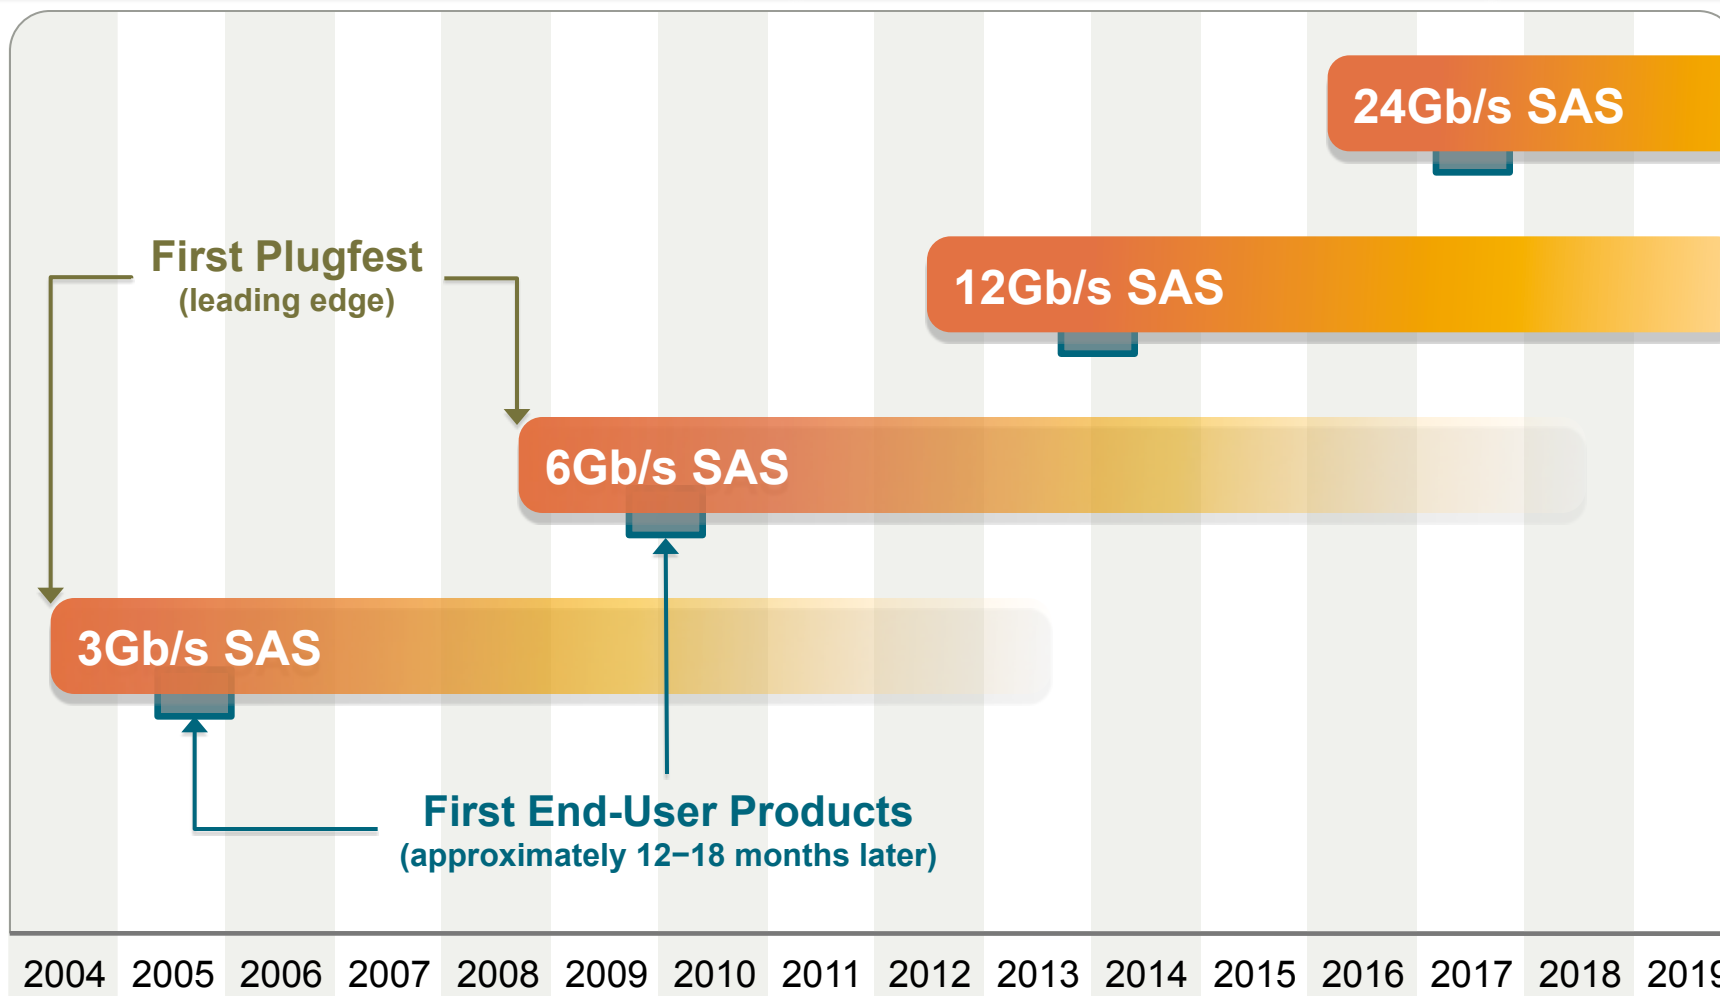 24Gb/s SAS
12Gb/s SAS
First Plugfest
(leading edge)
6Gb/s SAS
3Gb/s SAS
First End-User Products
(approximately 12–18 months later)
2004 2005 2006 2007 2008 2009 2010 2011 2012 2013 2014 2015 2016 2017 2018 2019